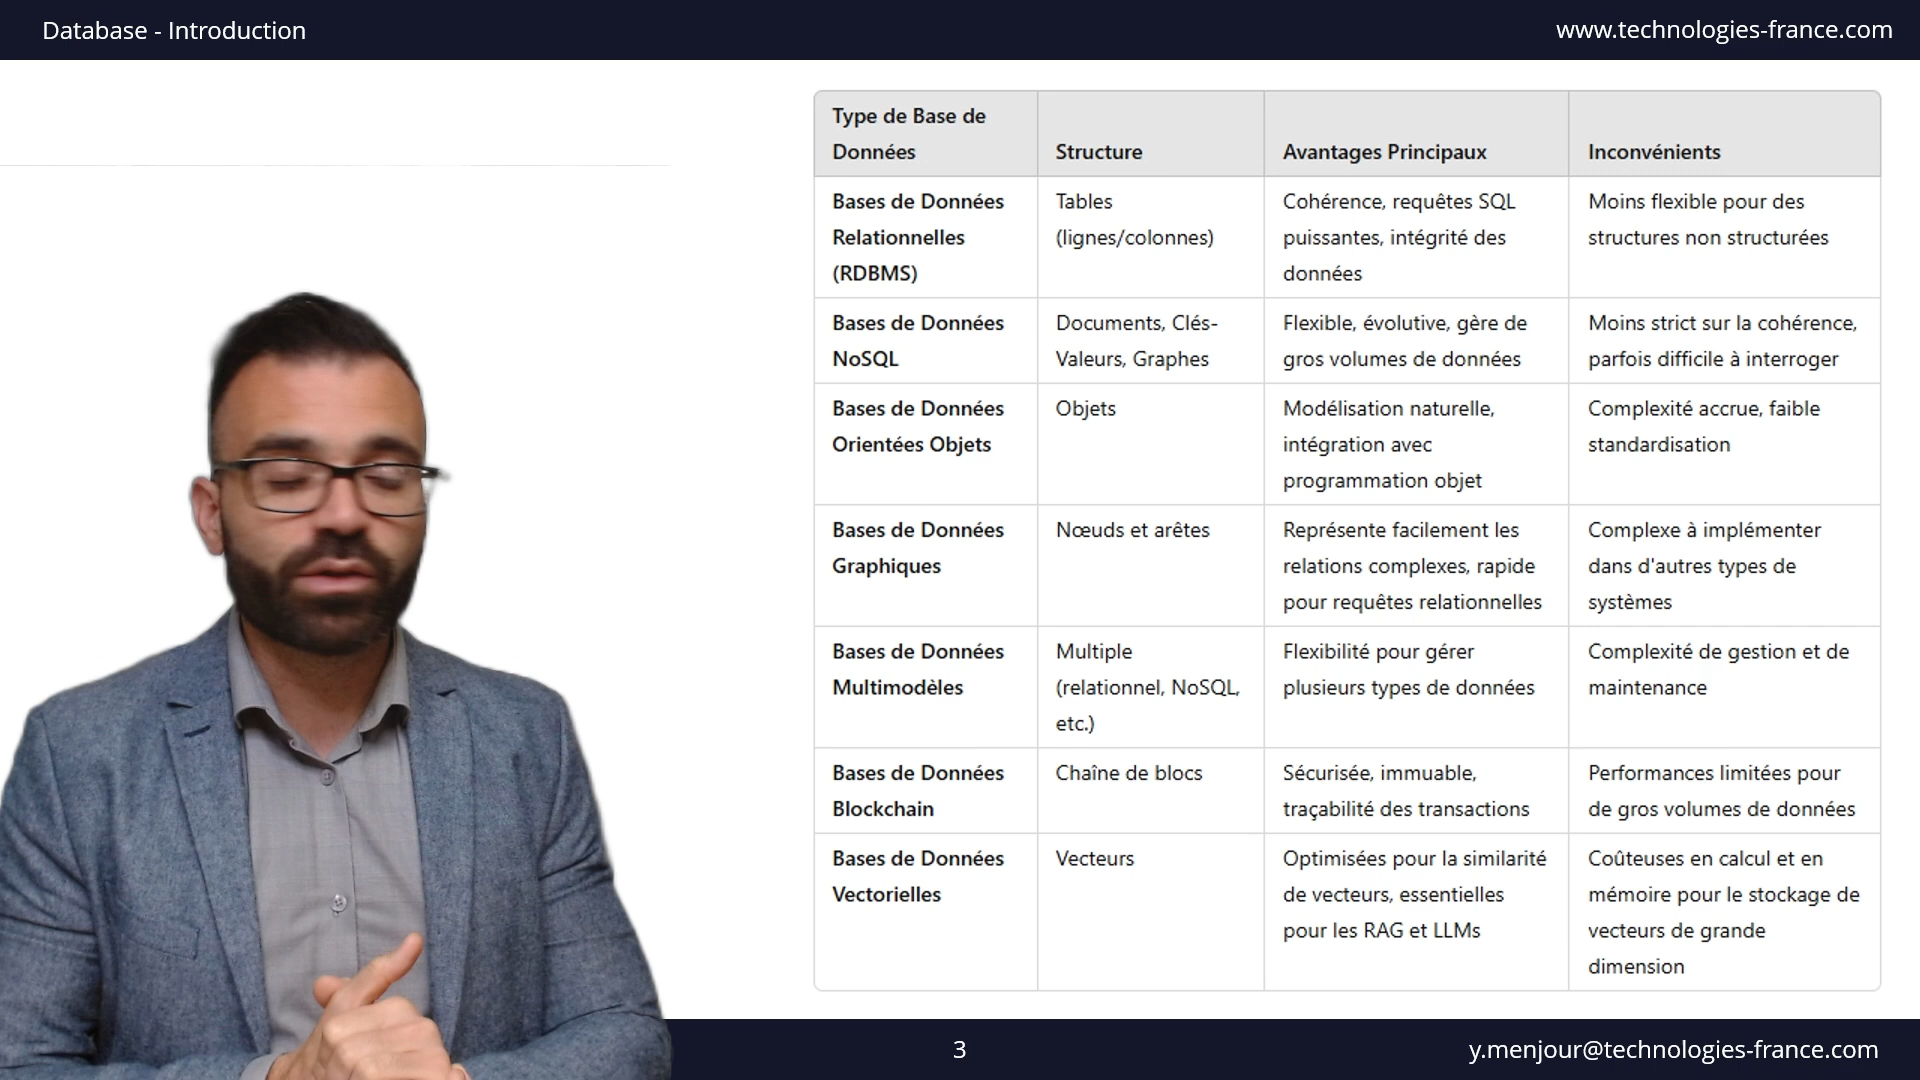 Database - Introduction
www.technologies-france.com
Type de Base de
Données
Structure
Avantages Principaux
Inconvénients
Bases de Données
Relationnelles
(RDBMS)
Tables
(lignes/colonnes)
Cohérence, requêtes SQL
puissantes, intégrité des
données
Moins flexible pour des
structures non structurées
Bases de Données
NoSQL
Documents, Clés-
Valeurs, Graphes
Flexible, évolutive, gère de
gros volumes de données
Moins strict sur la cohérence,
parfois difficile à interroger
Bases de Données
Orientées Objets
Objets
Modélisation naturelle,
intégration avec
programmation objet
Complexité accrue, faible
standardisation
Bases de Données
Graphiques
Nœuds et arêtes
Représente facilement les
relations complexes, rapide
pour requêtes relationnelles
Complexe à implémenter
dans d'autres types de
systèmes
Bases de Données
Multimodèles
Multiple
(relationnel, NoSQL,
etc.)
Flexibilité pour gérer
plusieurs types de données
Complexité de gestion et de
maintenance
Bases de Données
Blockchain
Chaîne de blocs
Sécurisée, immuable,
traçabilité des transactions
Performances limitées pour
de gros volumes de données
Bases de Données
Vectorielles
Vecteurs
Optimisées pour la similarité
de vecteurs, essentielles
pour les RAG et LLMs
Coûteuses en calcul et en
mémoire pour le stockage de
vecteurs de grande
dimension
3
y.menjour@technologies-france.com